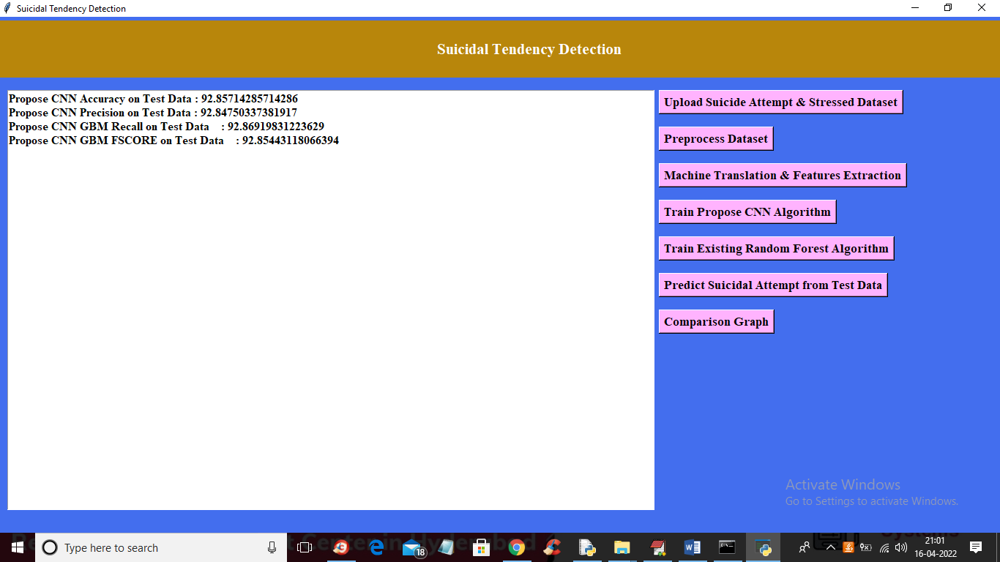 Suicidal Tendency Detection
Suicidal Tendency Detection
Propose CNN Accuracy on Test Data : 92.85714285714286
Propose CNN Precision on Test Data : 92.84750337381917
Propose CNN GBM Recall on Test Data : 92.86919831223629
Propose CNN GBM FSCORE on Test Data : 92.85443118066394
Upload Suicide Attempt & Stressed Dataset
Preprocess Dataset
Machine Translation & Features Extraction
Train Propose CNN Algorithm
Train Existing Random Forest Algorithm
Predict Suicidal Attempt from Test Data
Comparison Graph
Activate Windows
Go to Settings to activate Windows.
Type here to search
18
Systems
21:01
16-04-2022